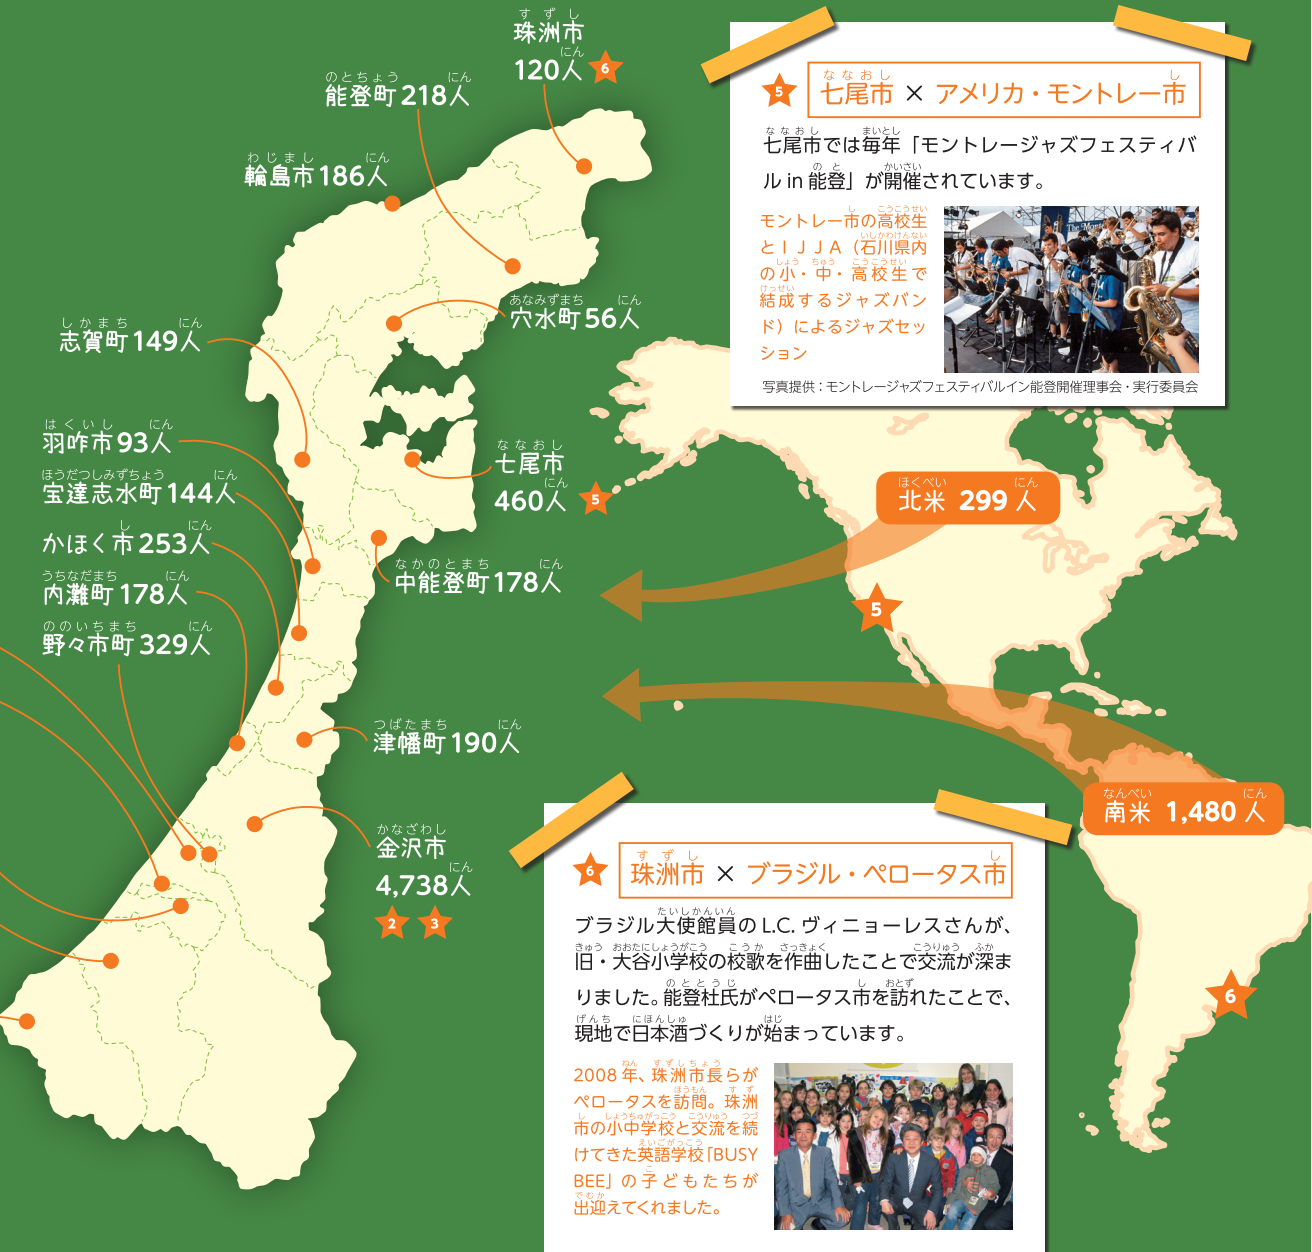 珠洲市
120人 6
能登町 218人
輪島市 186人
穴水町 56人
志賀町 149人
羽咋市 93人
宝達志水町 144人
かほく市 253人
内灘町 178人
野々市町 329人
七尾市
460人 5
中能登町 178人
津幡町 190人
金沢市
4,738人
2 3
5 七尾市 × アメリカ・モントレー市
七尾市では毎年「モントレージャズフェスティバ
ル in 能登」が開催されています。
モントレー市の高校生
とIJJA（石川県内
の小・中・高校生で
結成するジャズバン
ド）によるジャズセッ
ション
写真提供：モントレージャズフェスティバルイン能登開催理事会・実行委員会
北米 299人
5
南米 1,480人
6
6 珠洲市 × ブラジル・ペロータス市
ブラジル大使館員のL.C.ヴィニョーレスさんが、
旧・大谷小学校の校歌を作曲したことで交流が深ま
りました。能登杜氏がペロータス市を訪れたことで、
現地で日本酒づくりが始まっています。
2008年、珠洲市長らが
ペロータスを訪問。珠洲
市の小中学校と交流を続
けてきた英語学校「BUSY
BEE」の子どもたちが
出迎えてくれました。